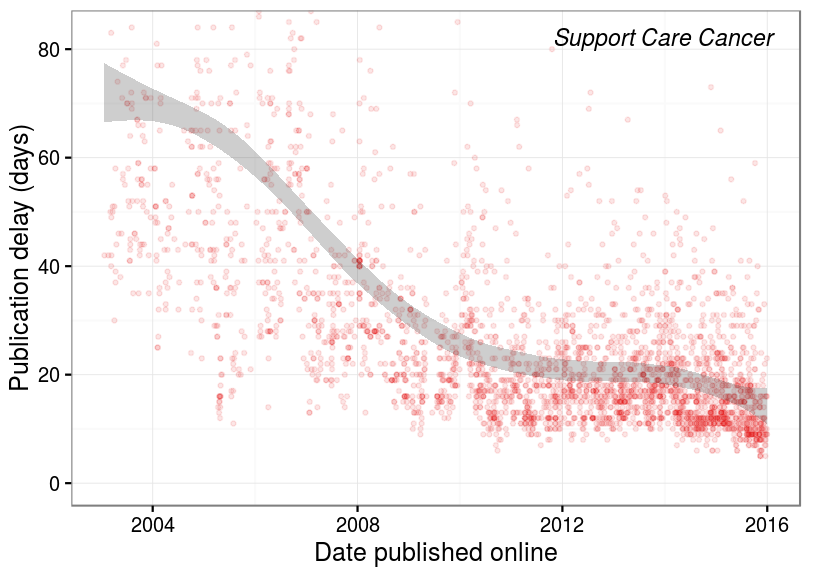 Support Care Cancer
Publication delay (days)
80
60
40
20
0
2004 2008 2012 2016
Date published online